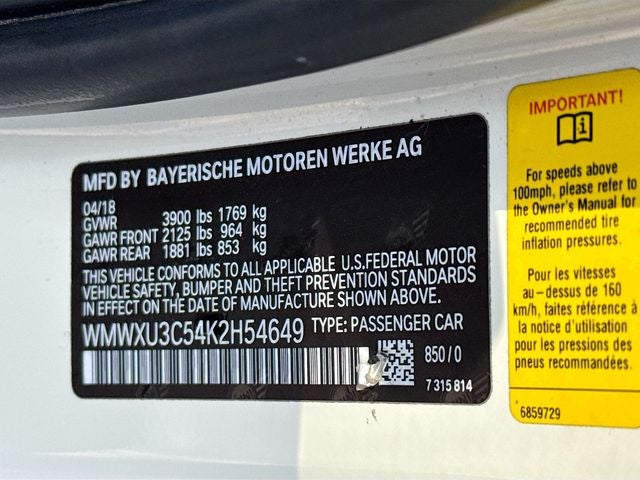 MFD BY BAYERISCHE MOTOREN WERKE AG
04/18
GVWR 3900 lbs 1769 kg
GAWR FRONT 2125 lbs 964 kg
GAWR REAR 1881 lbs 853 kg
THIS VEHICLE CONFORMS TO ALL APPLICABLE U.S.FEDERAL MOTOR
VEHICLE SAFETY, BUMPER AND THEFT PREVENTION STANDARDS
IN EFFECT ON THE DATE OF MANUFACTURE SHOWN ABOVE.
WMWXU3C54K2H54649 TYPE: PASSENGER CAR
850/0
7 315 814
IMPORTANT!
For speeds above
100mph, please refer to
the Owner's Manual for
recommended tire
inflation pressures.
Pour les vitesses
au-dessus de 160
km/h, faites référence à
la notice d'utilisation
pour les pressions des
pneus recommandées.
6859729